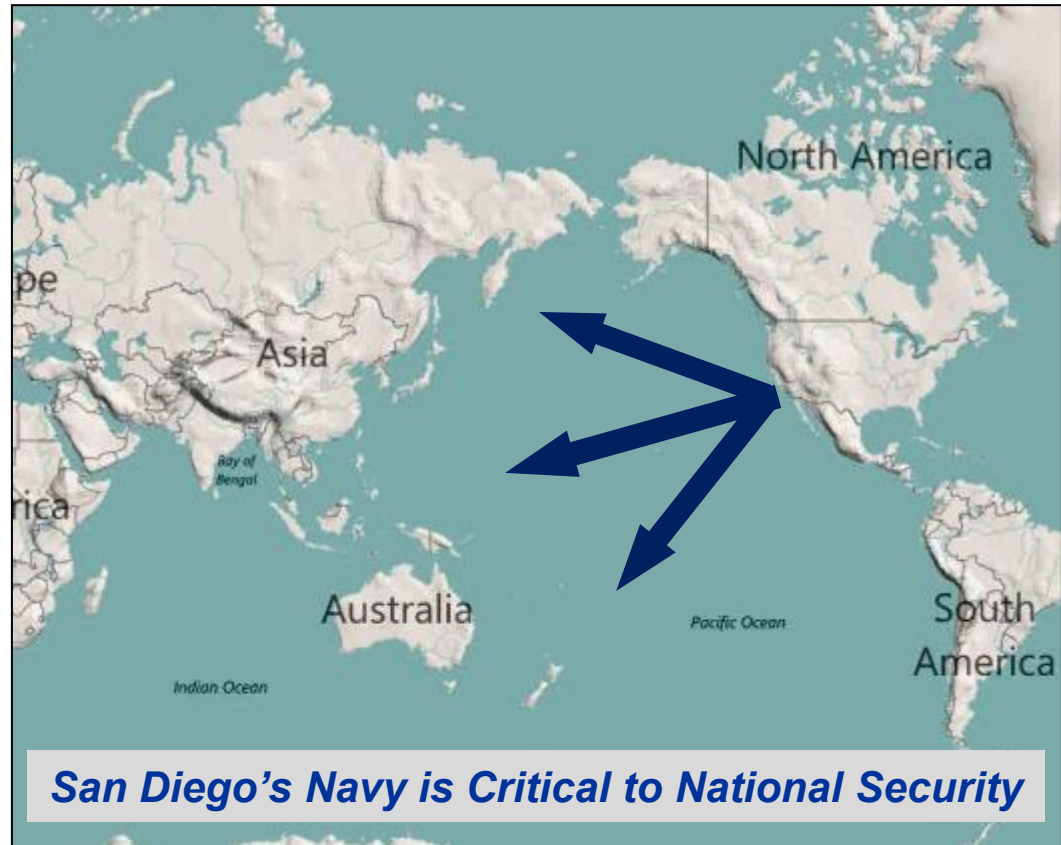 North America
pe
Asia
Bay of
Bengal
rica
Australia
Pacific Ocean
South
America
Indian Ocean
San Diego’s Navy is Critical to National Security